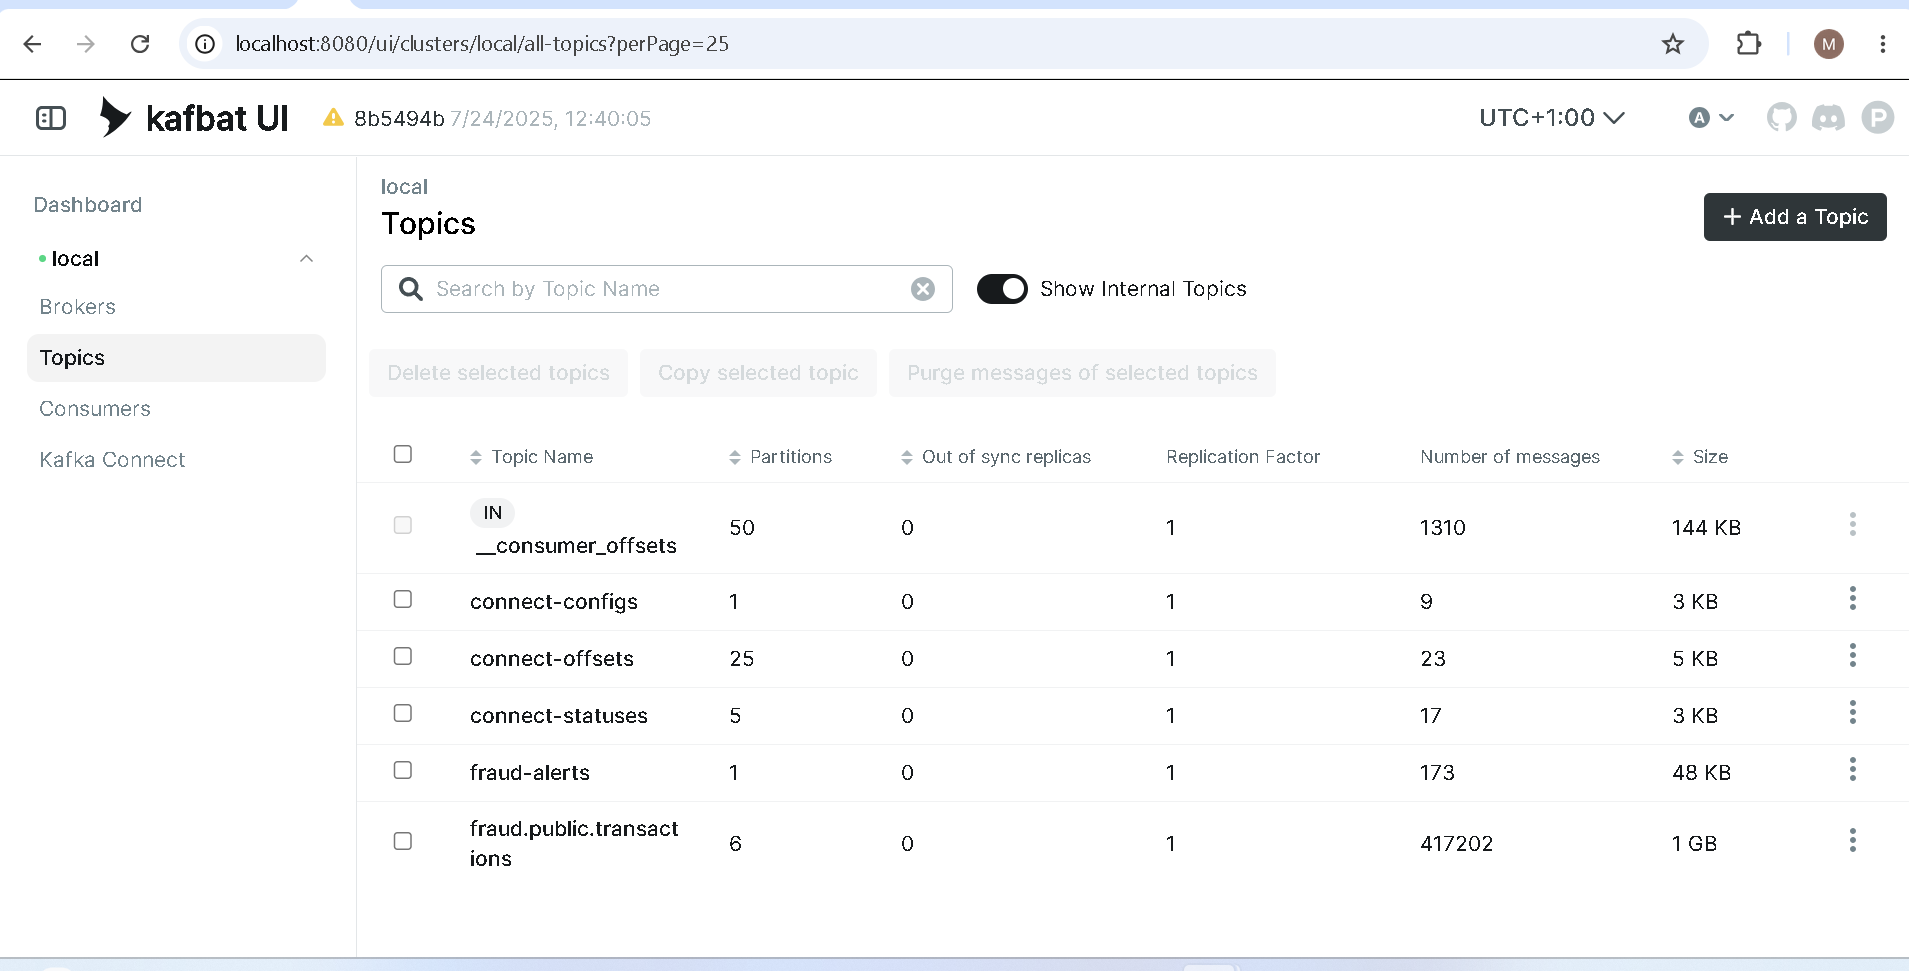 localhost:8080/ui/clusters/local/all-topics?perPage=25
M
kafbat UI
8b5494b 7/24/2025, 12:40:05
UTC+1:00
A
P
Dashboard
local
Brokers
Topics
Consumers
Kafka Connect
local
Topics
+ Add a Topic
Search by Topic Name
Show Internal Topics
Delete selected topics
Copy selected topic
Purge messages of selected topics
Topic Name Partitions Out of sync replicas Replication Factor Number of messages Size
IN
__consumer_offsets 50 0 1 1310 144 KB
connect-configs 1 0 1 9 3 KB
connect-offsets 25 0 1 23 5 KB
connect-statuses 5 0 1 17 3 KB
fraud-alerts 1 0 1 173 48 KB
fraud.public.transact
ions 6 0 1 417202 1 GB